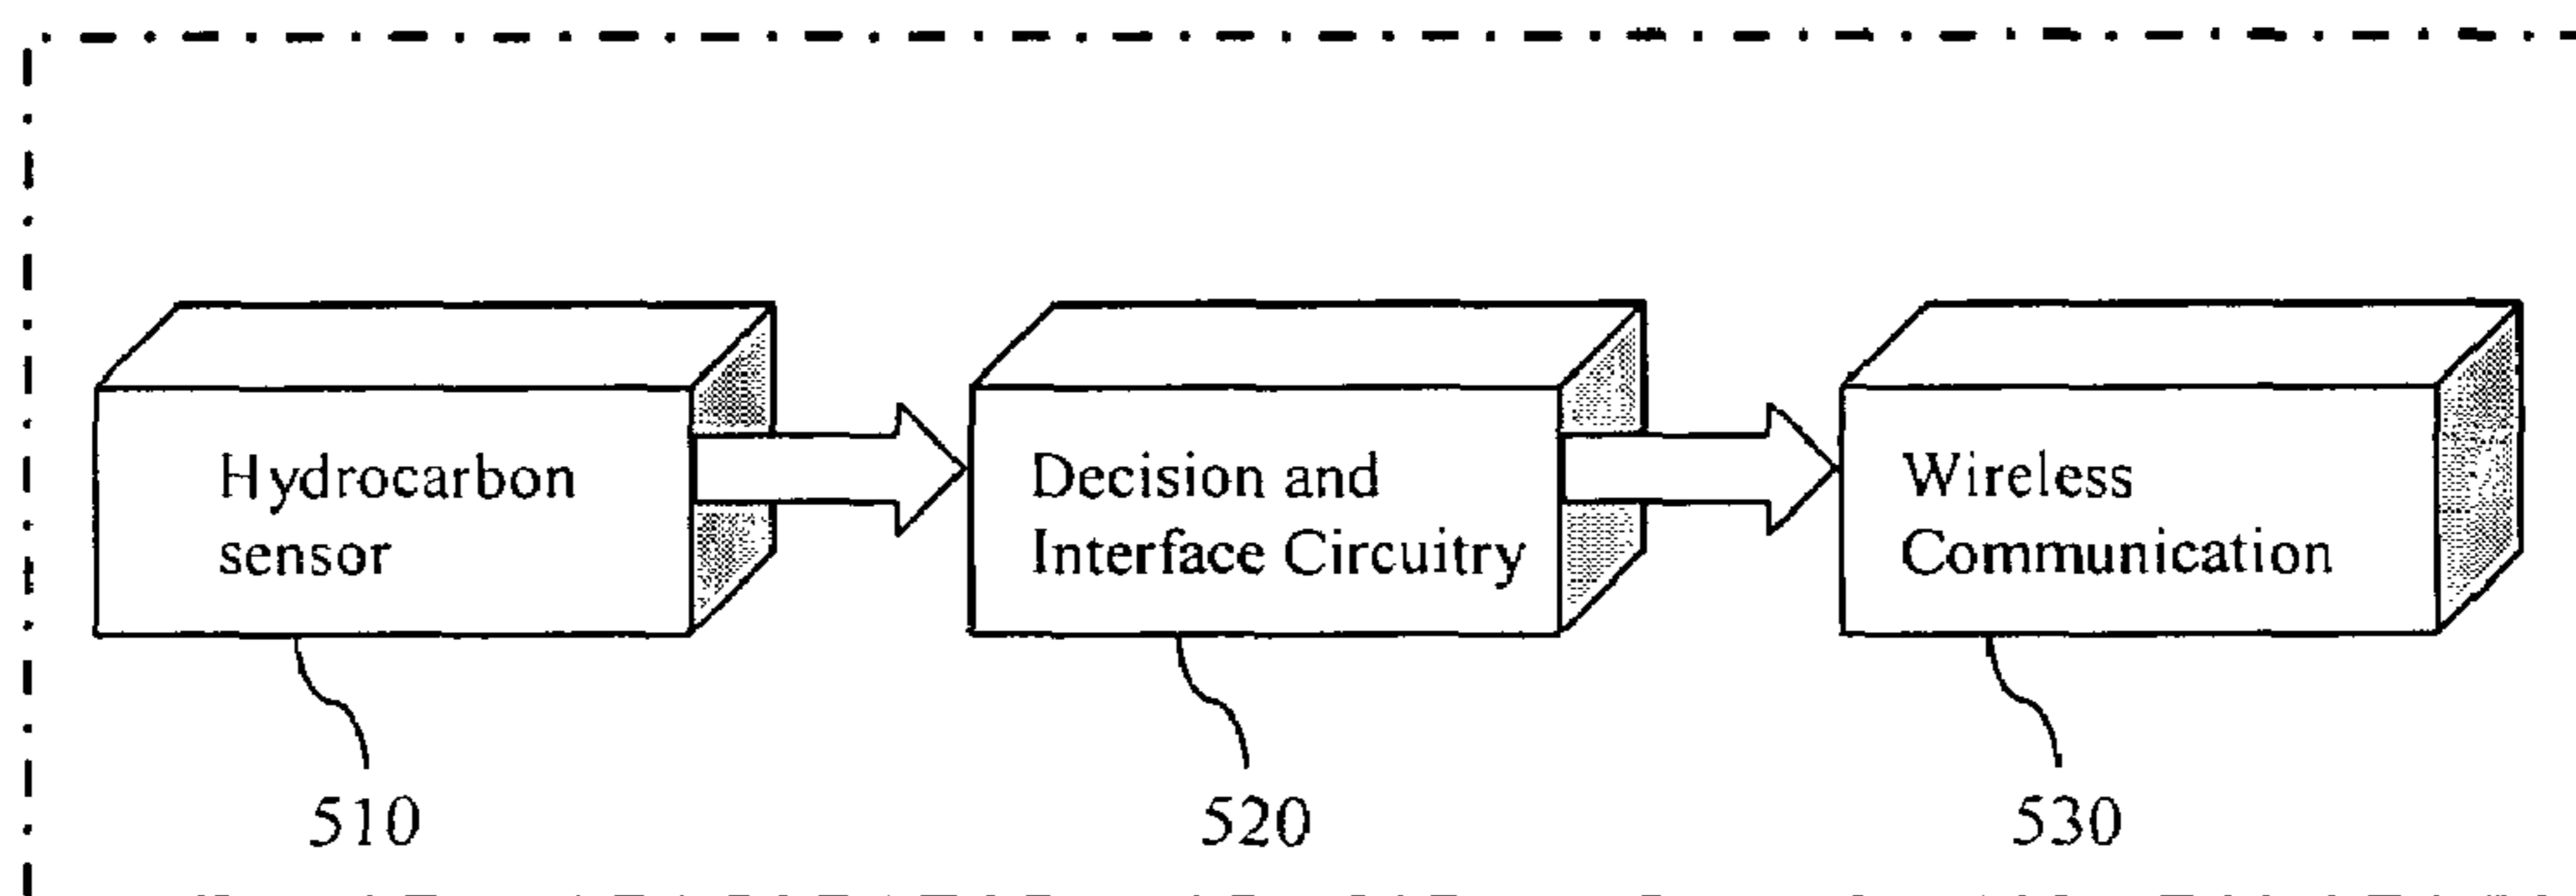 Hydrocarbon
sensor
Decision and
Interface Circuitry
Wireless
Communication
510
520
530